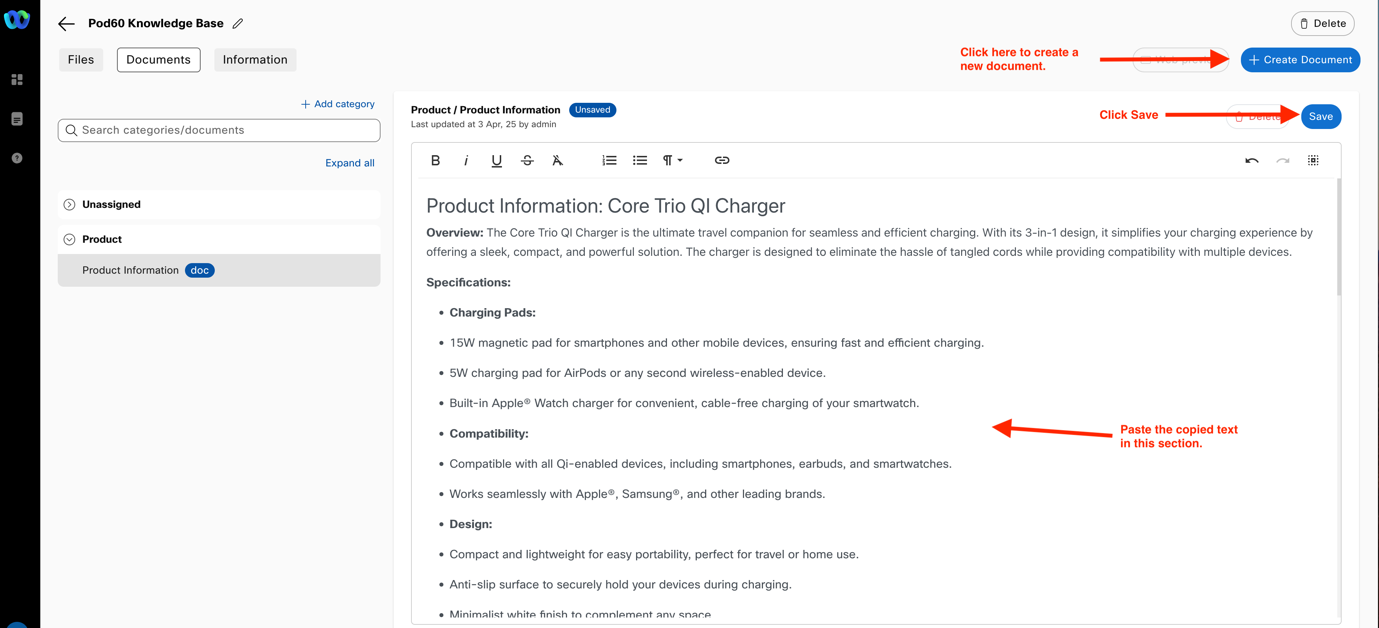 Pod60 Knowledge Base
Delete
Files
Documents
Information
Click here to create a
new document.
+ Create Document
+ Add category
Search categories/documents
Expand all
Unassigned
Product
Product Information doc
Product / Product Information Unsaved
Last updated at 3 Apr, 25 by admin
Click Save
Delete
Save
B i U S A
Product Information: Core Trio QI Charger
Overview: The Core Trio QI Charger is the ultimate travel companion for seamless and efficient charging. With its 3-in-1 design, it simplifies your charging experience by
offering a sleek, compact, and powerful solution. The charger is designed to eliminate the hassle of tangled cords while providing compatibility with multiple devices.
Specifications:
• Charging Pads:
• 15W magnetic pad for smartphones and other mobile devices, ensuring fast and efficient charging.
• 5W charging pad for AirPods or any second wireless-enabled device.
• Built-in Apple® Watch charger for convenient, cable-free charging of your smartwatch.
• Compatibility:
Paste the copied text
in this section.
• Compatible with all Qi-enabled devices, including smartphones, earbuds, and smartwatches.
• Works seamlessly with Apple®, Samsung®, and other leading brands.
• Design:
• Compact and lightweight for easy portability, perfect for travel or home use.
• Anti-slip surface to securely hold your devices during charging.
• Minimalist white finish to complement any space